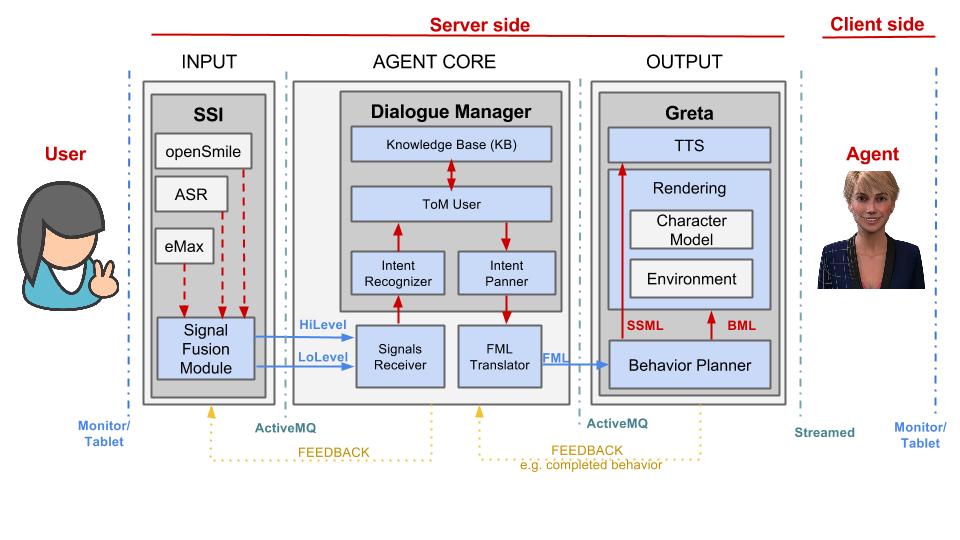 Server side
Client side
INPUT
AGENT CORE
OUTPUT
User
SSI
openSmile
ASR
eMax
Signal
Fusion
Module
HiLevel
LoLevel
Dialogue Manager
Knowledge Base (KB)
ToM User
Intent
Recognizer
Intent
Panner
Signals
Receiver
FML
Translator
FML
Greta
TTS
Rendering
Character
Model
Environment
SSML
BML
Behavior Planner
Agent
Monitor/
Tablet
ActiveMQ
ActiveMQ
Streamed
Monitor/
Tablet
FEEDBACK
FEEDBACK
e.g. completed behavior